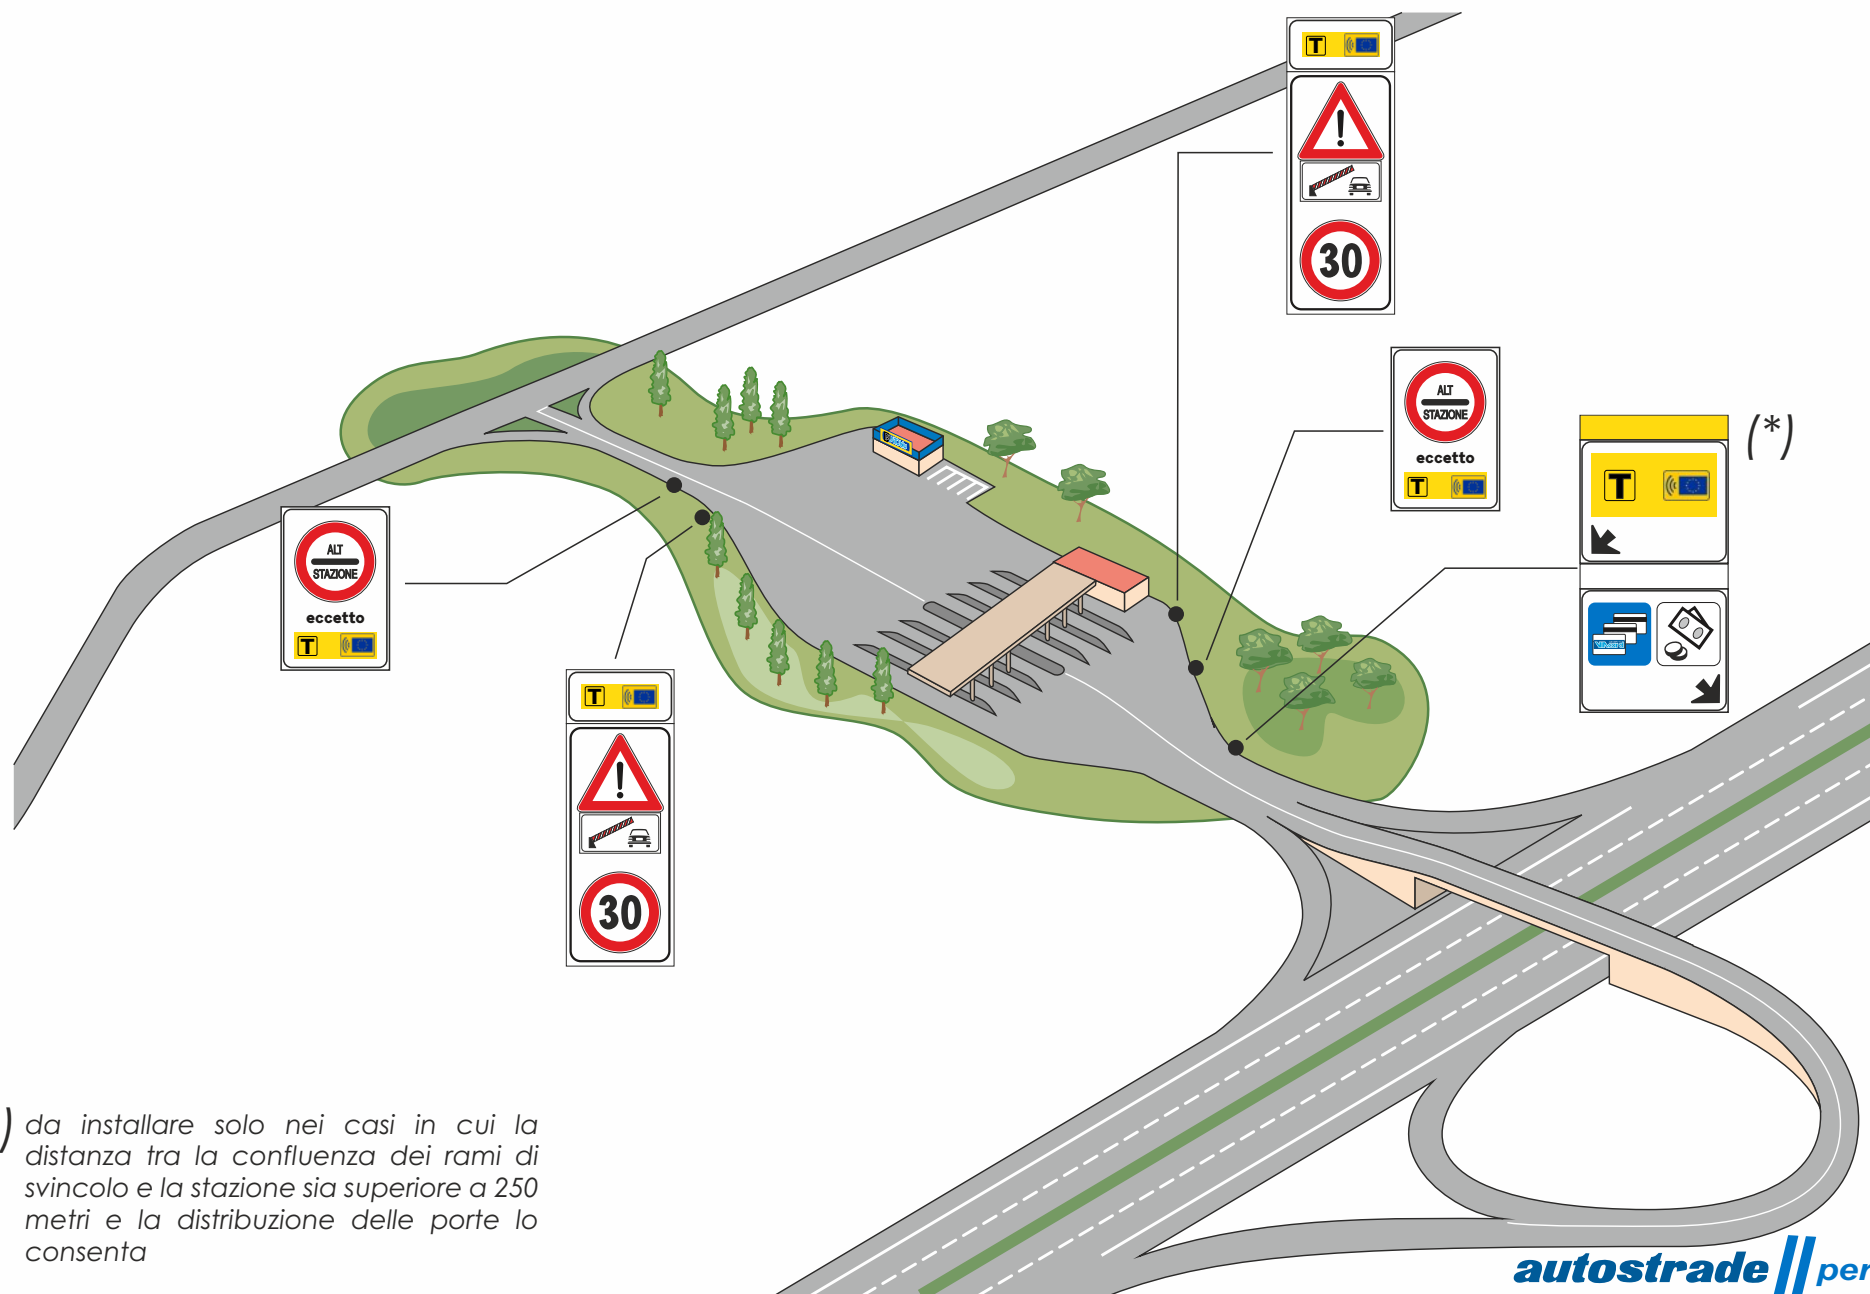 T
30
ALT
STAZIONE
eccetto
T
(*)
T
ALT
STAZIONE
eccetto
T
T
30
) da installare solo nei casi in cui la
distanza tra la confluenza dei rami di
svincolo e la stazione sia superiore a 250
metri e la distribuzione delle porte lo
consenta
autostrade // per